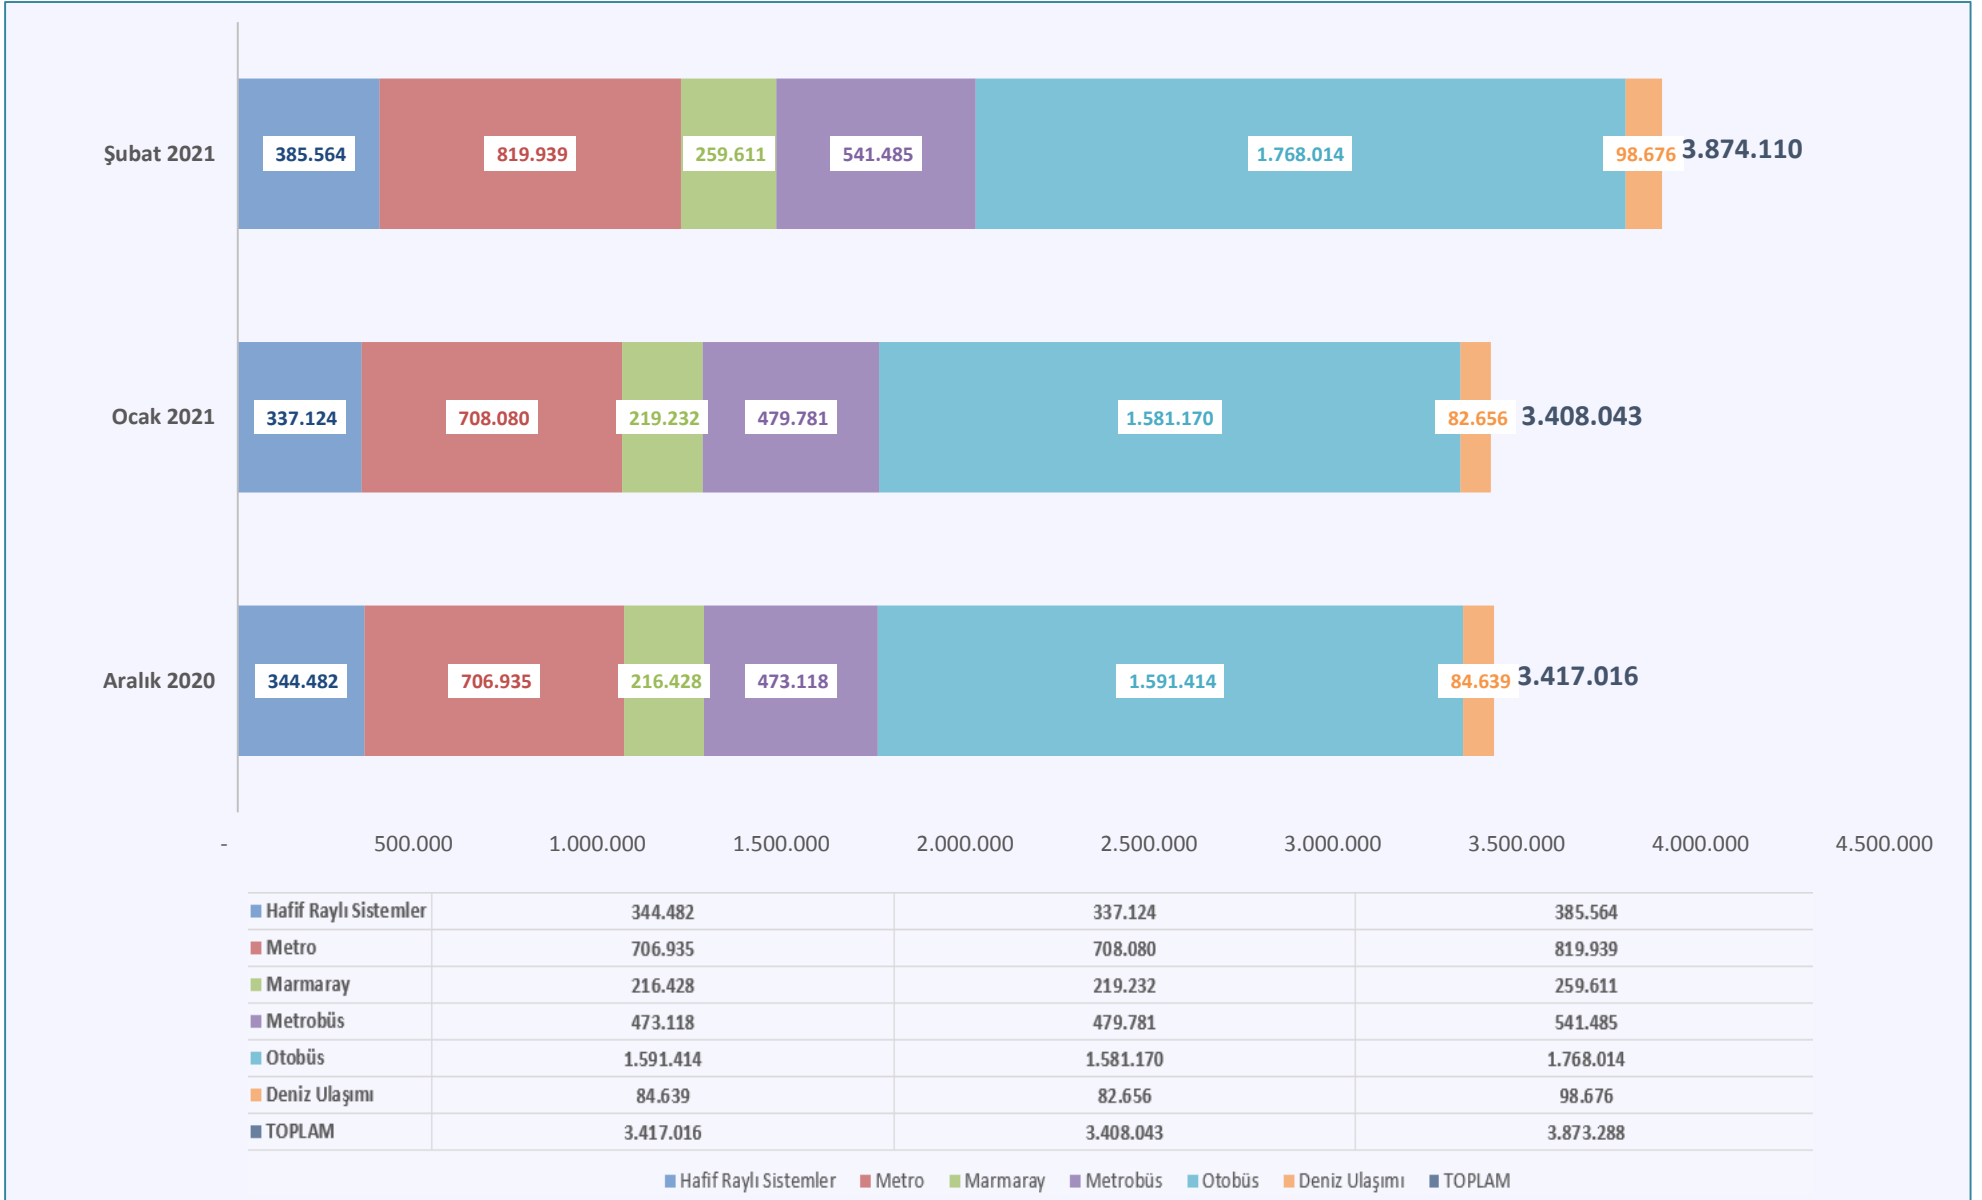 Şubat 2021 385.564 819.939 259.611 541.485 1.768.014 98.676 3.874.110
Ocak 2021 337.124 708.080 219.232 479.781 1.581.170 82.656 3.408.043
Aralık 2020 344.482 706.935 216.428 473.118 1.591.414 84.639 3.417.016
- 500.000 1.000.000 1.500.000 2.000.000 2.500.000 3.000.000 3.500.000 4.000.000 4.500.000
Hafif Raylı Sistemler 344.482 337.124 385.564
Metro 706.935 708.080 819.939
Marmaray 216.428 219.232 259.611
Metrobüs 473.118 479.781 541.485
Otobüs 1.591.414 1.581.170 1.768.014
Deniz Ulaşımı 84.639 82.656 98.676
TOPLAM 3.417.016 3.408.043 3.873.288
Hafif Raylı Sistemler Metro Marmaray Metrobüs Otobüs Deniz Ulaşımı TOPLAM